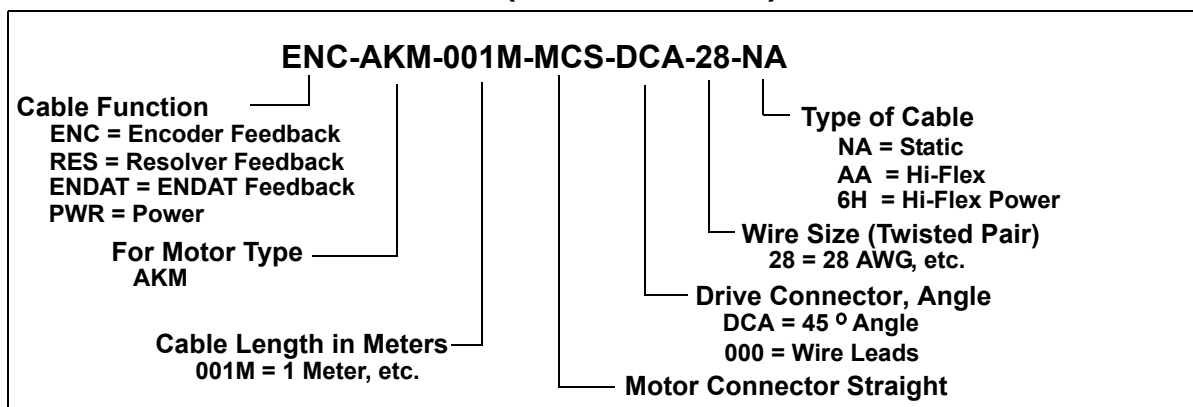 ENC-AKM-001M-MCS-DCA-28-NA
Cable Function
ENC = Encoder Feedback
RES = Resolver Feedback
ENDAT = ENDAT Feedback
PWR = Power
For Motor Type
AKM
Cable Length in Meters
001M = 1 Meter, etc.
Type of Cable
NA = Static
AA = Hi-Flex
6H = Hi-Flex Power
Wire Size (Twisted Pair)
28 = 28 AWG, etc.
Drive Connector, Angle
DCA = 45 º Angle
000 = Wire Leads
Motor Connector Straight